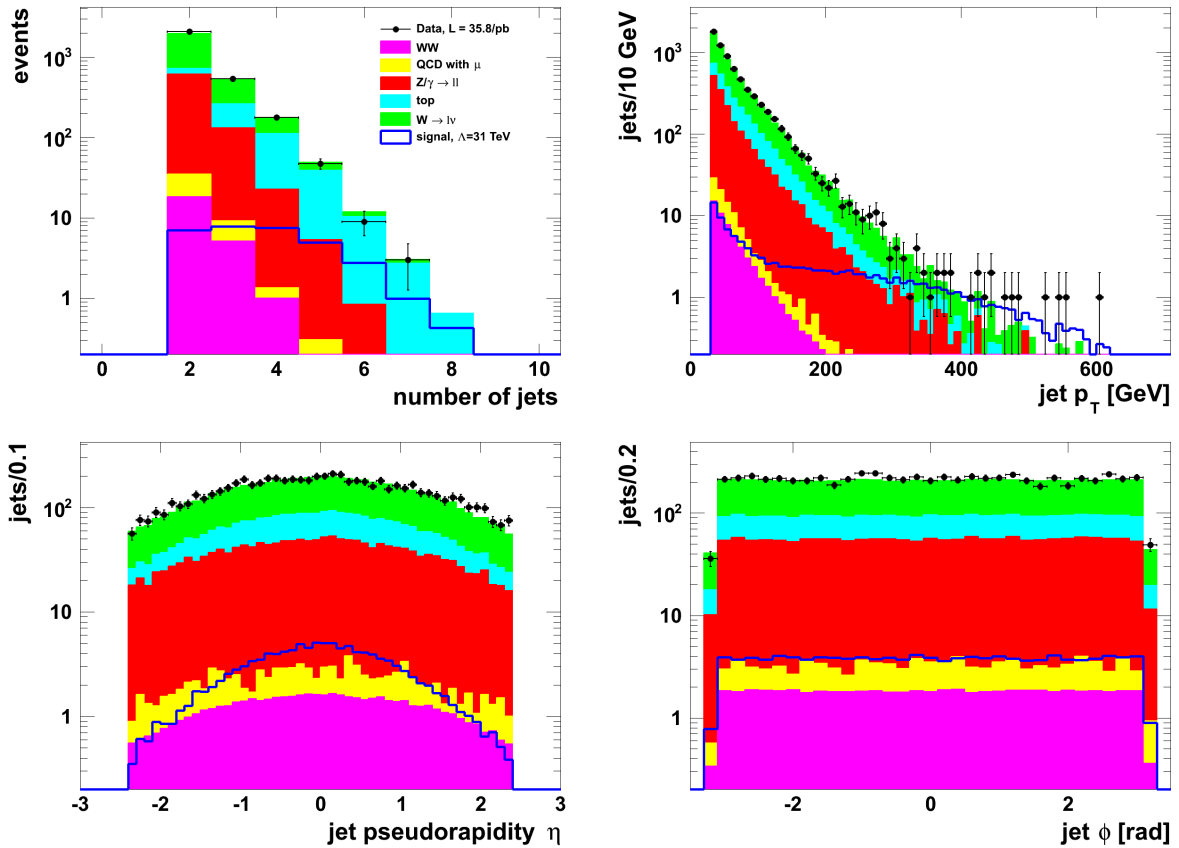 events
10³
10²
10
1
0 2 4 6 8 10
number of jets
Data, L = 35.8/pb
WW
QCD with μ
Z/γ → ll
top
W → lν
signal, Λ=31 TeV
jets/10 GeV
10³
10²
10
1
0 200 400 600
jet p_T [GeV]
jets/0.1
10²
10
1
-3 -2 -1 0 1 2 3
jet pseudorapidity η
jets/0.2
10²
10
1
-2 0 2
jet ϕ [rad]